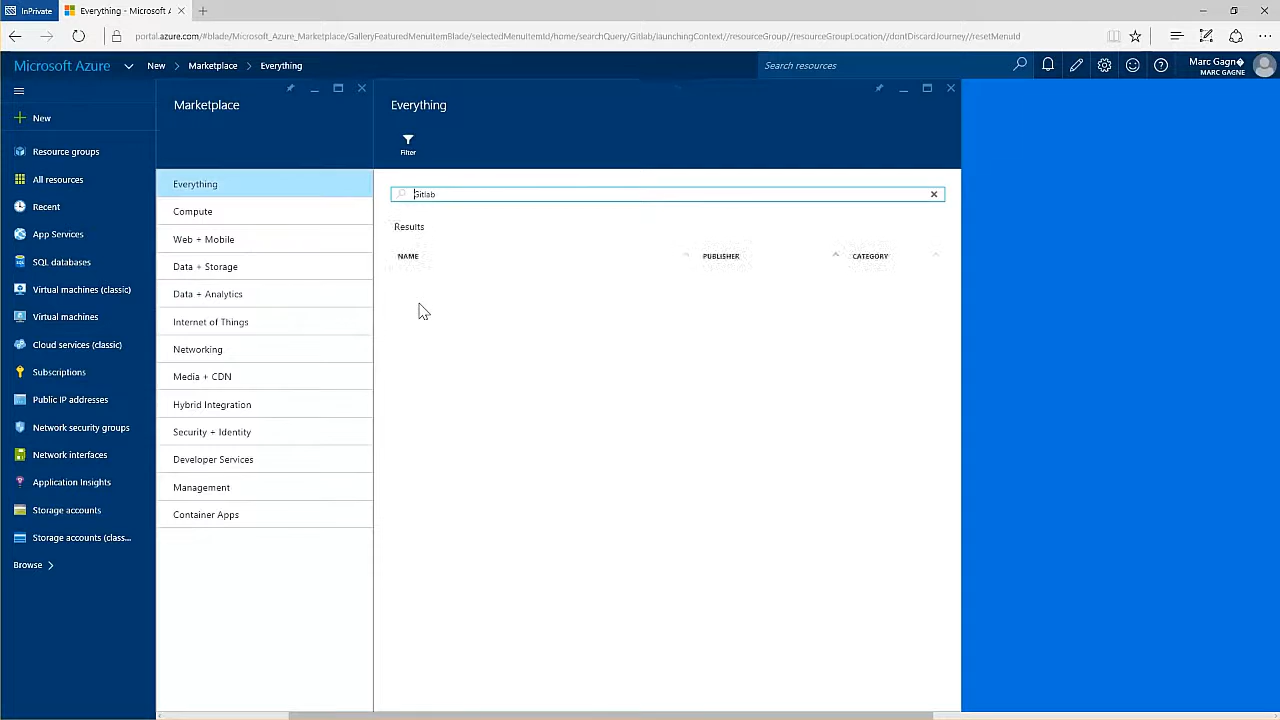 InPrivate
Everything - Microsoft A
portal.azure.com/#blade/Microsoft_Azure_Marketplace/GalleryFeaturedMenuItemBlade/selectedMenuItemId/home/searchQuery/Gitlab/launchingContext//resourceGroup//resourceGroupLocation//dontDiscardJourney//resetMenuId
Microsoft Azure
New > Marketplace > Everything
Search resources
Marc Gagn�
MARC GAGNE
New
Resource groups
All resources
Recent
App Services
SQL databases
Virtual machines (classic)
Virtual machines
Cloud services (classic)
Subscriptions
Public IP addresses
Network security groups
Network interfaces
Application Insights
Storage accounts
Storage accounts (class...
Browse >
Marketplace
Everything
Compute
Web + Mobile
Data + Storage
Data + Analytics
Internet of Things
Networking
Media + CDN
Hybrid Integration
Security + Identity
Developer Services
Management
Container Apps
Everything
Filter
Gitlab
Results
NAME PUBLISHER CATEGORY